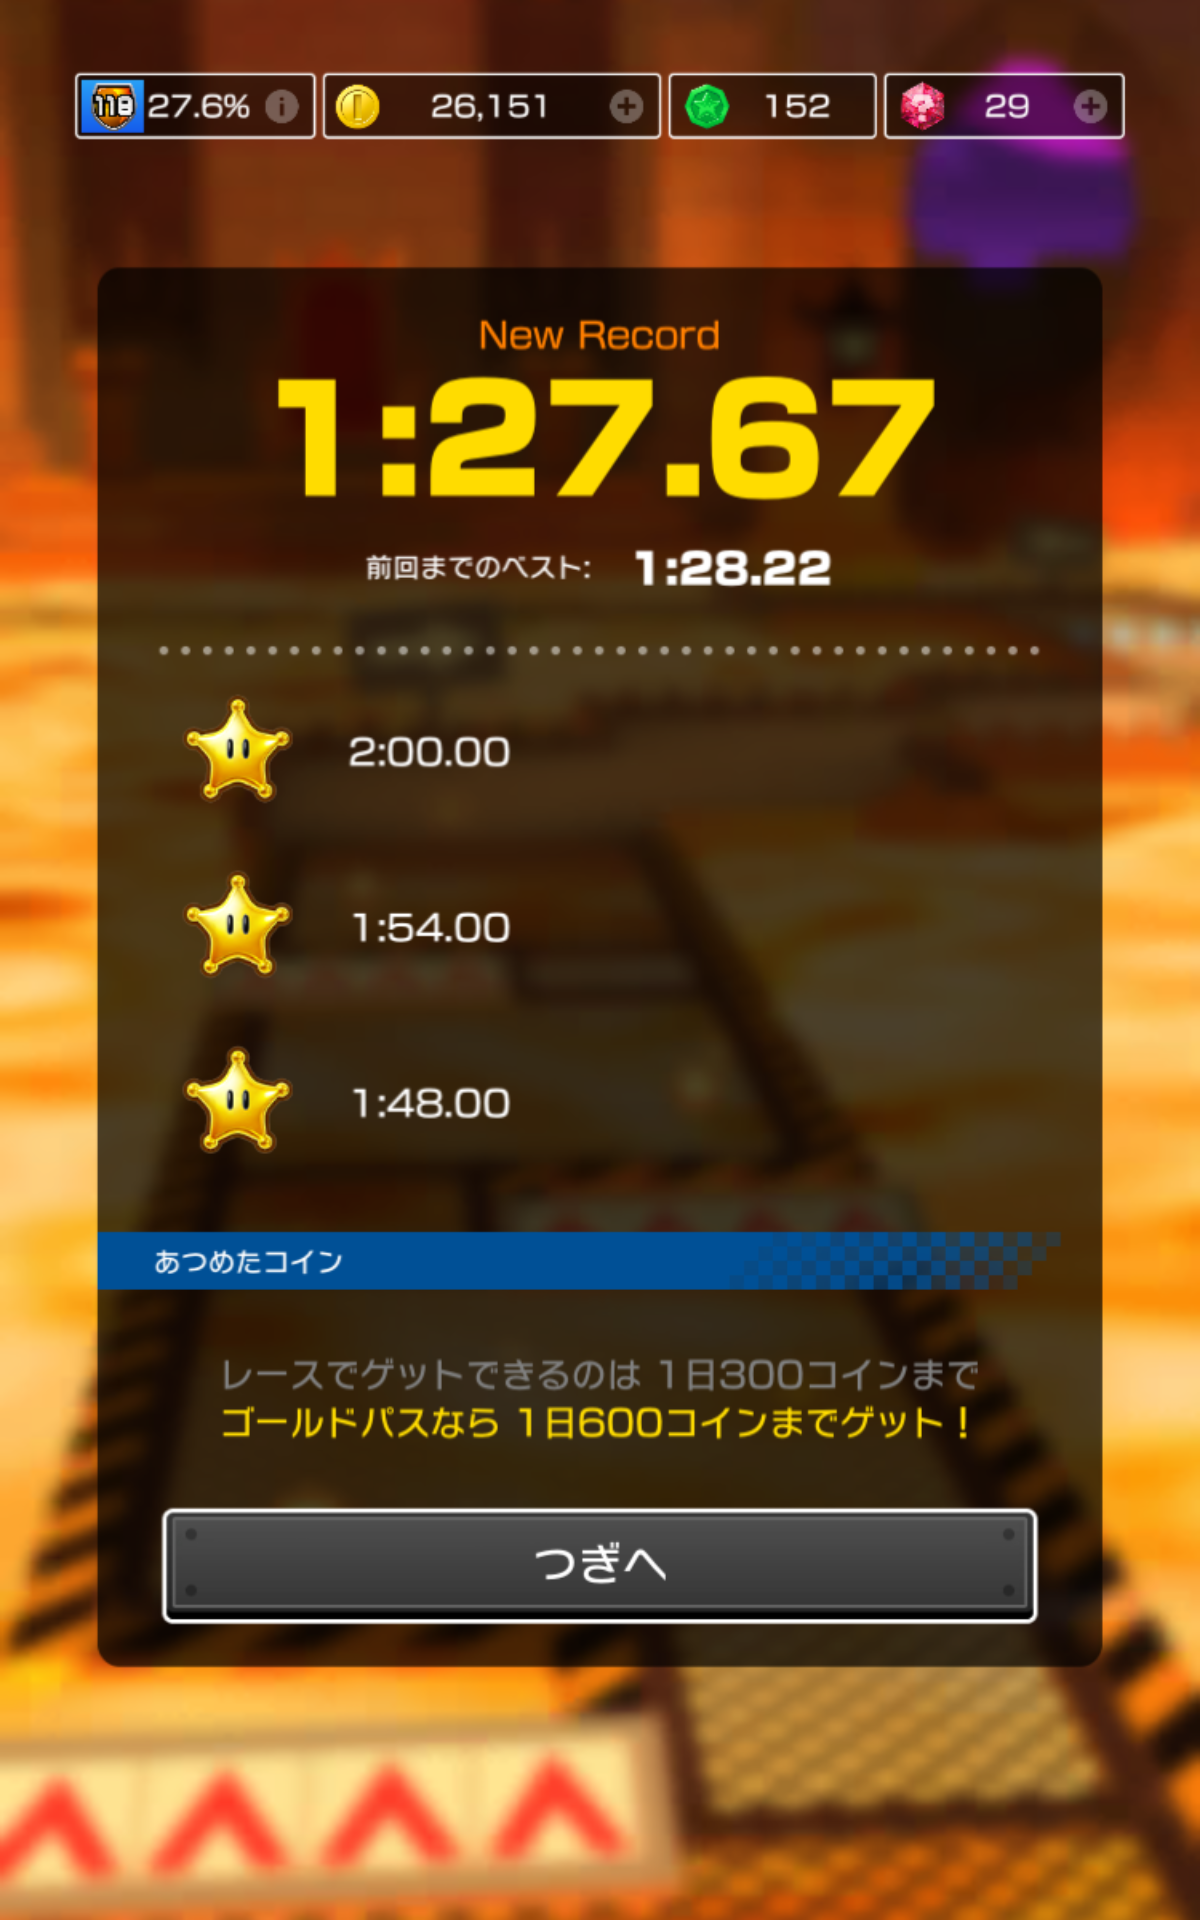 118 27.6% i 26,151 + 152 29 +
New Record
1:27.67
前回までのベスト: 1:28.22
2:00.00
1:54.00
1:48.00
あつめたコイン
レースでゲットできるのは 1日300コインまで
ゴールドパスなら 1日600コインまでゲット！
つぎへ